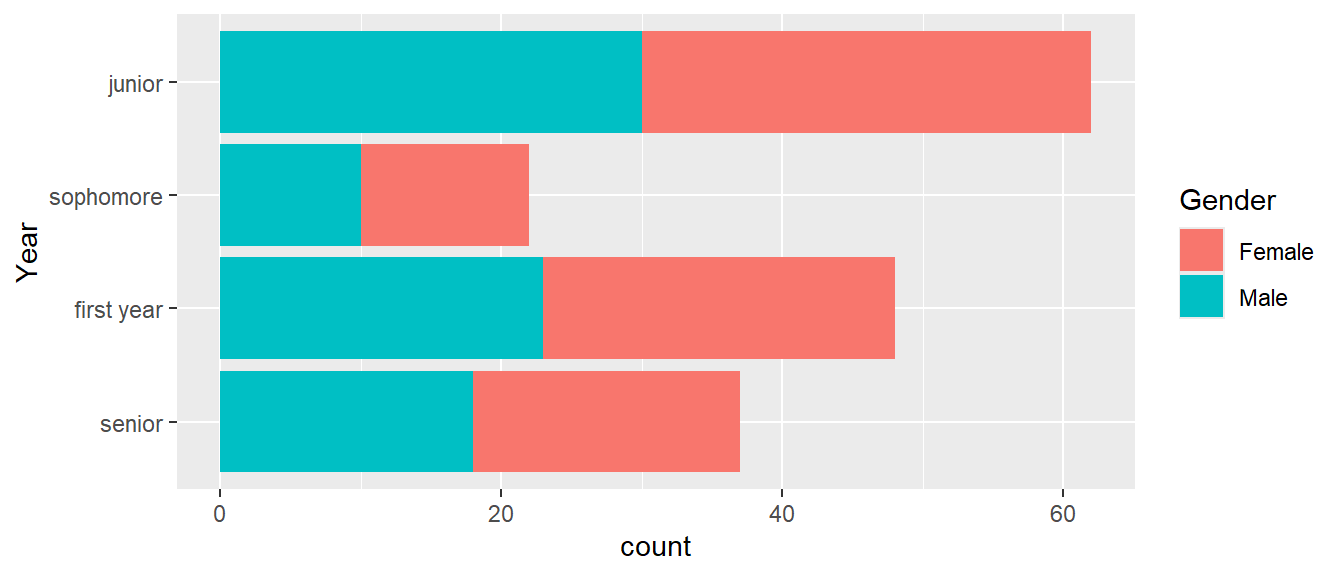 junior
sophomore
first year
senior
Year
0 20 40 60
count
Gender
Female
Male